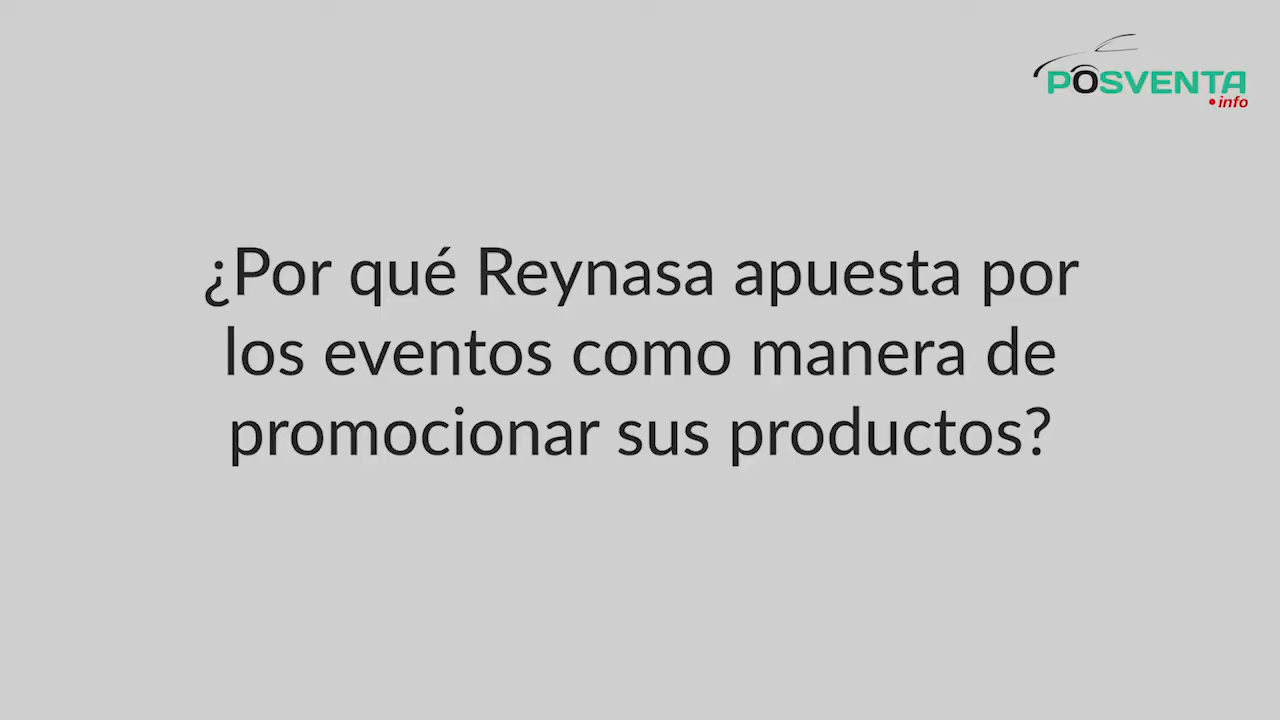 POSVENTA
•info
¿Por qué Reynasa apuesta por
los eventos como manera de
promocionar sus productos?